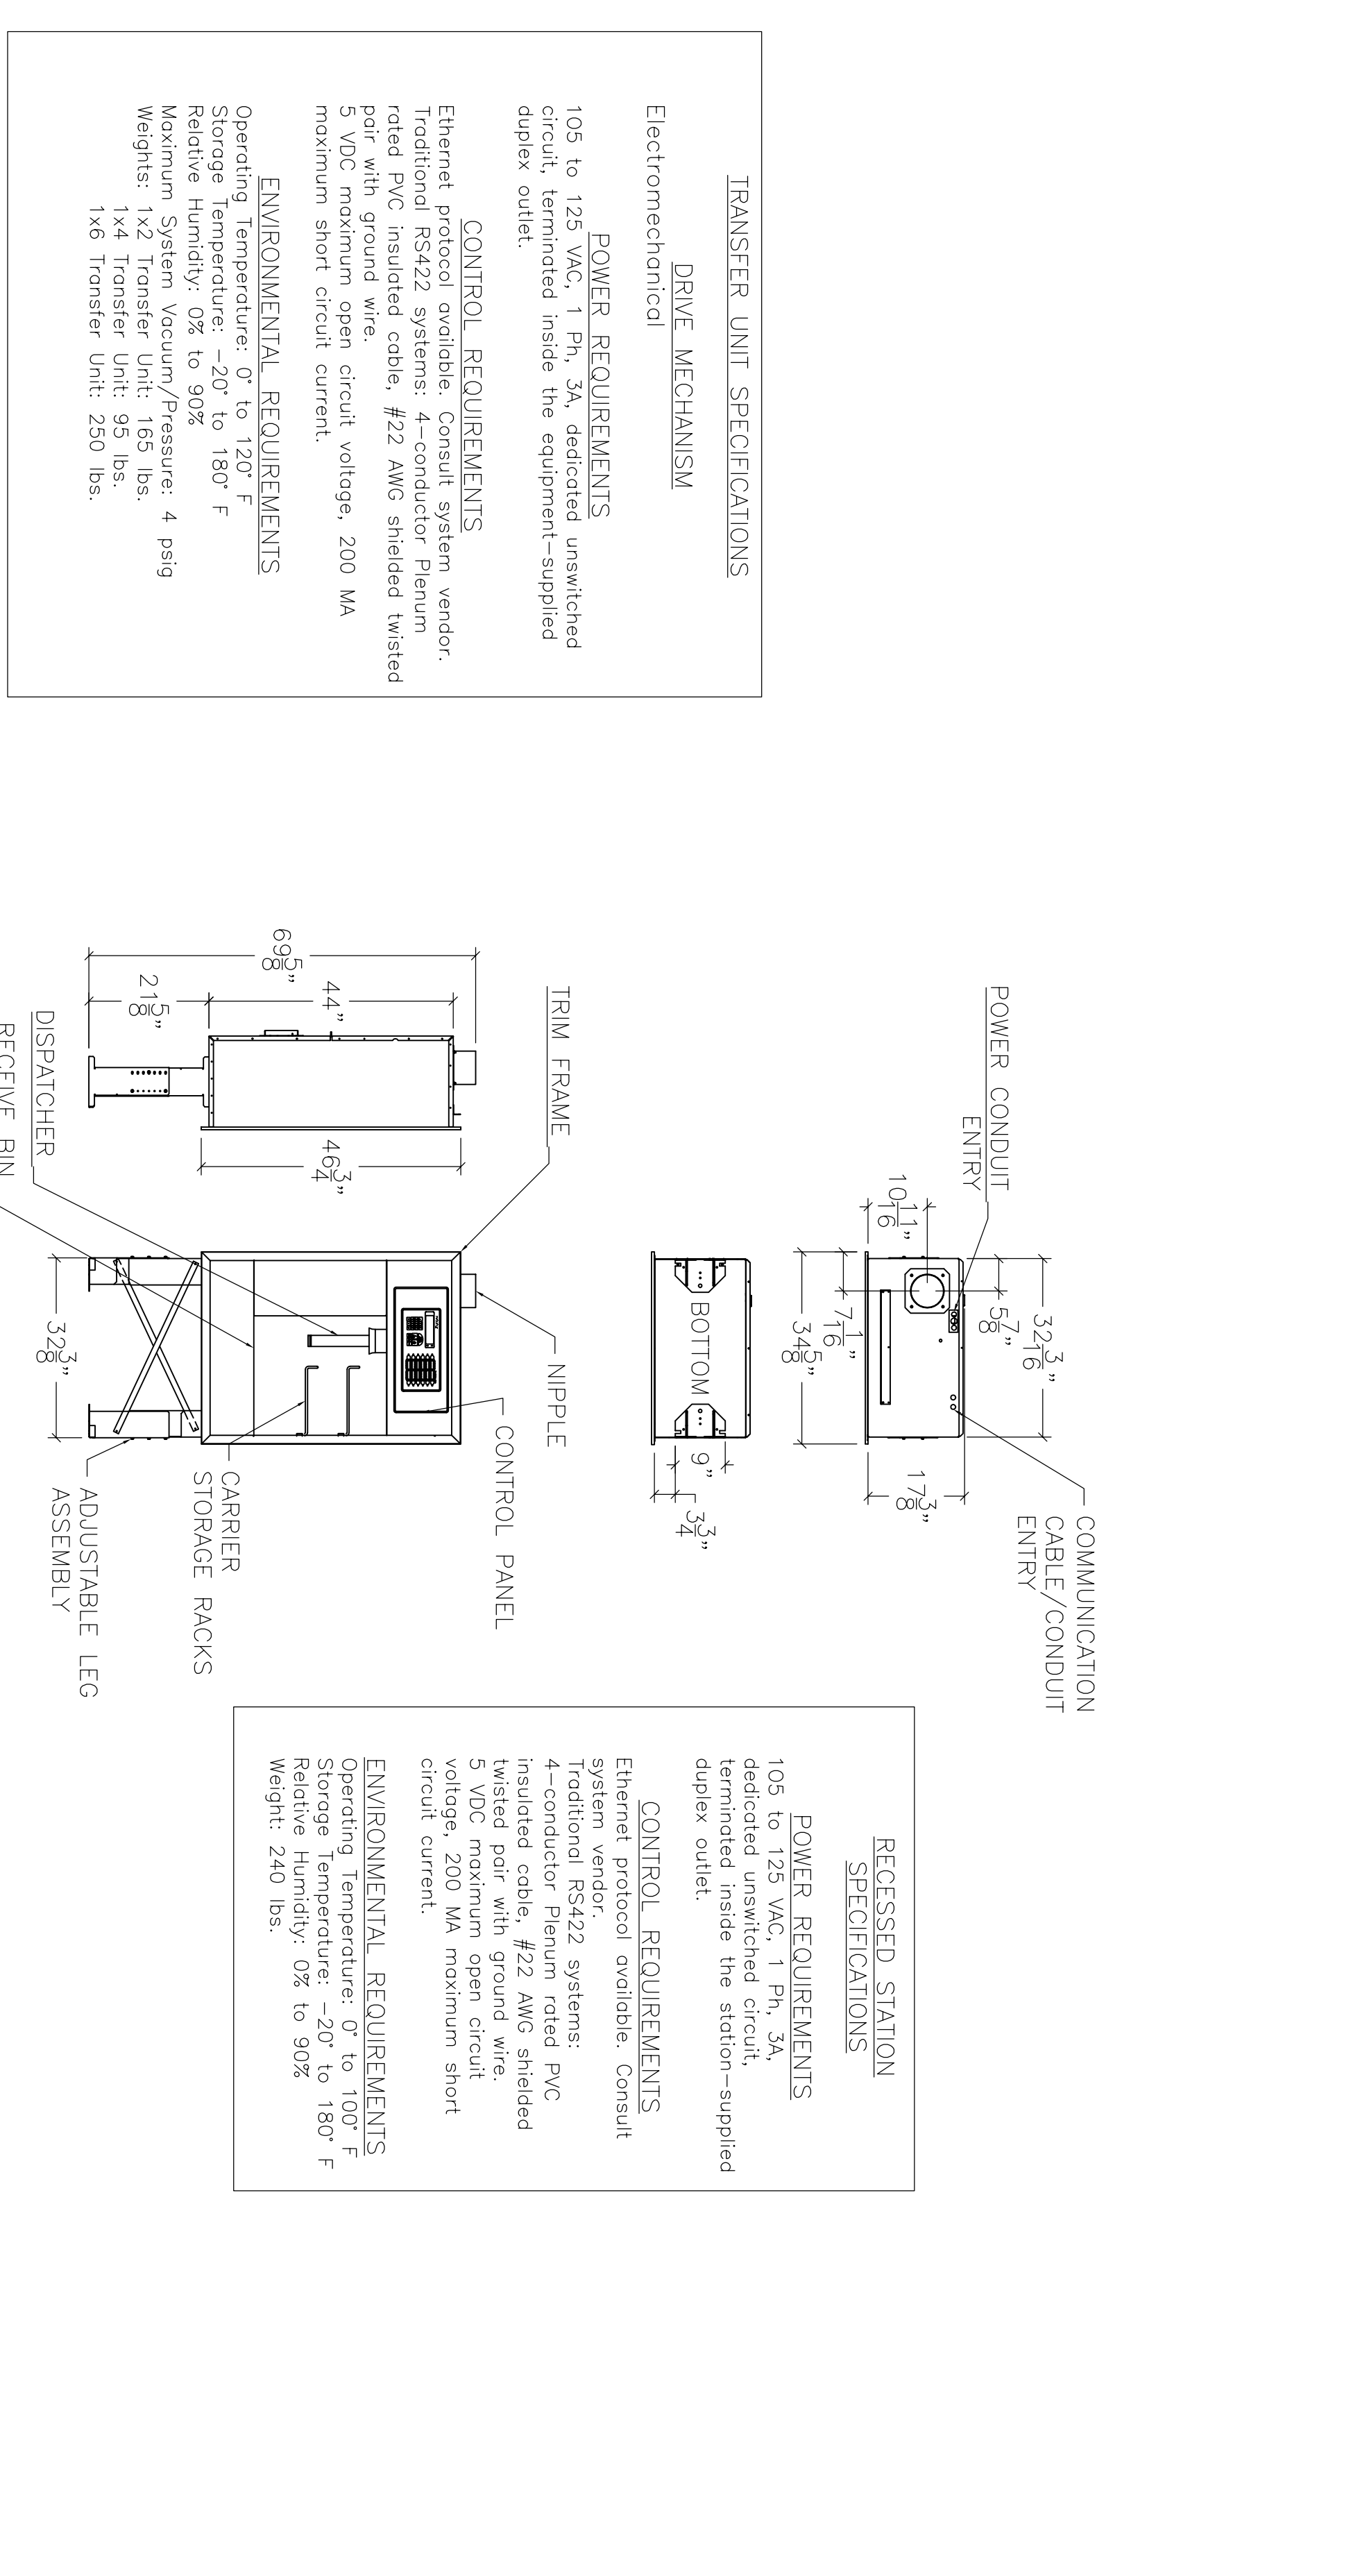 TRANSFER UNIT SPECIFICATIONS
DRIVE MECHANISM
Electromechanical
POWER REQUIREMENTS
105 to 125 VAC, 1 Ph, 3A, dedicated unswitched
circuit, terminated inside the equipment-supplied
duplex outlet.
CONTROL REQUIREMENTS
Ethernet protocol available. Consult system vendor.
Traditional RS422 systems: 4-conductor Plenum
rated PVC insulated cable, #22 AWG shielded twisted
pair with ground wire.
5 VDC maximum open circuit voltage, 200 MA
maximum short circuit current.
ENVIRONMENTAL REQUIREMENTS
Operating Temperature: 0° to 120° F
Storage Temperature: -20° to 180° F
Relative Humidity: 0% to 90%
Maximum System Vacuum/Pressure: 4 psig
Weights: 1x2 Transfer Unit: 165 lbs.
1x4 Transfer Unit: 95 lbs.
1x6 Transfer Unit: 250 lbs.
POWER CONDUIT
ENTRY
32 3/16"
5 7/8"
10 11/16"
7 1/16"
34 5/8"
17 3/8"
COMMUNICATION
CABLE/CONDUIT
ENTRY
BOTTOM
9"
3 3/4"
TRIM FRAME
NIPPLE
CONTROL PANEL
69 5/8"
44"
21 5/8"
46 3/4"
32 3/8"
CARRIER
STORAGE RACKS
ADJUSTABLE LEG
ASSEMBLY
DISPATCHER
RECEIVE BIN
RECESSED STATION
SPECIFICATIONS
POWER REQUIREMENTS
105 to 125 VAC, 1 Ph, 3A,
dedicated unswitched circuit,
terminated inside the station-supplied
duplex outlet.
CONTROL REQUIREMENTS
Ethernet protocol available. Consult
system vendor.
Traditional RS422 systems:
4-conductor Plenum rated PVC
insulated cable, #22 AWG shielded
twisted pair with ground wire.
5 VDC maximum open circuit
voltage, 200 MA maximum short
circuit current.
ENVIRONMENTAL REQUIREMENTS
Operating Temperature: 0° to 100° F
Storage Temperature: -20° to 180° F
Relative Humidity: 0% to 90%
Weight: 240 lbs.